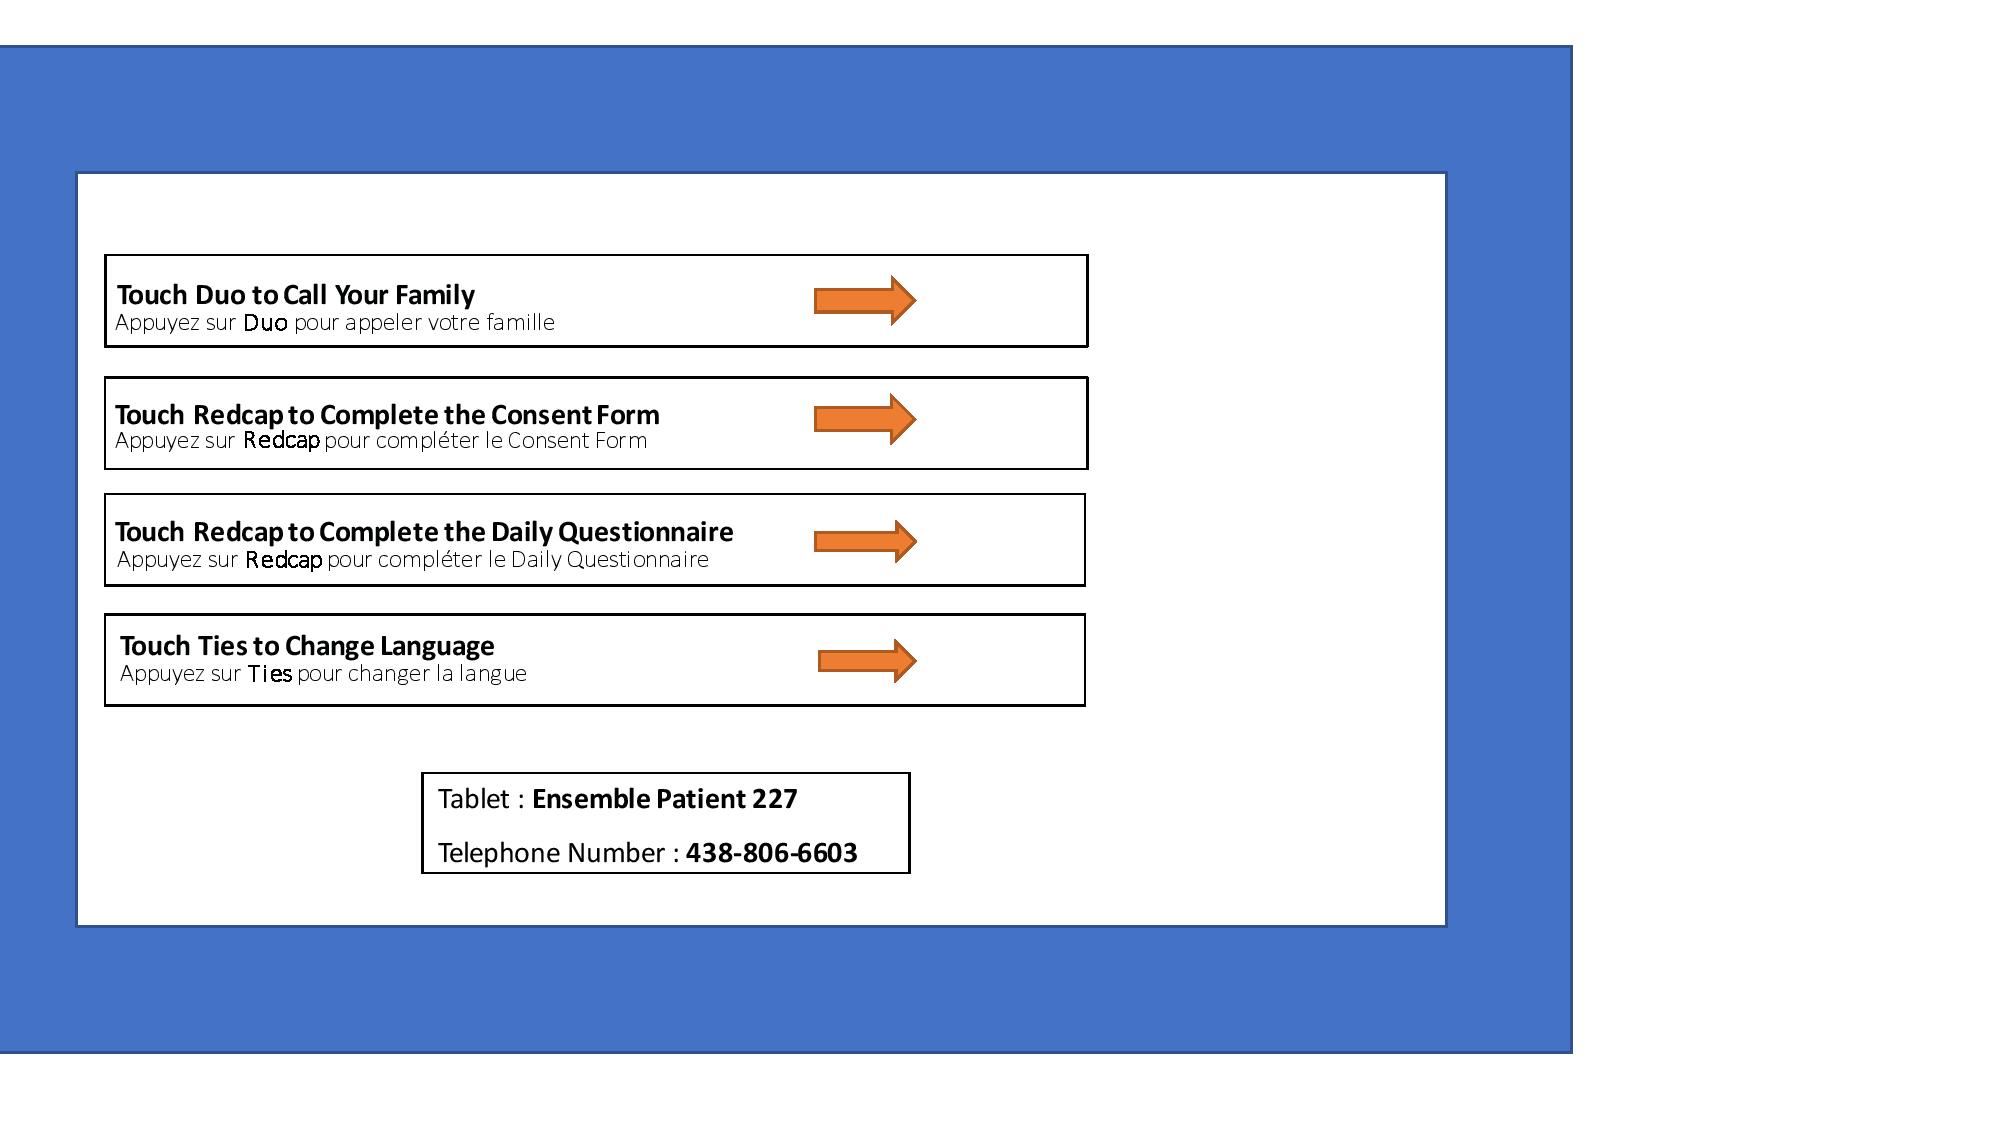 Touch Duo to Call Your Family
Appuyez sur Duo pour appeler votre famille
Touch Redcap to Complete the Consent Form
Appuyez sur Redcap pour compléter le Consent Form
Touch Redcap to Complete the Daily Questionnaire
Appuyez sur Redcap pour compléter le Daily Questionnaire
Touch Ties to Change Language
Appuyez sur Ties pour changer la langue
Tablet : Ensemble Patient 227
Telephone Number : 438-806-6603